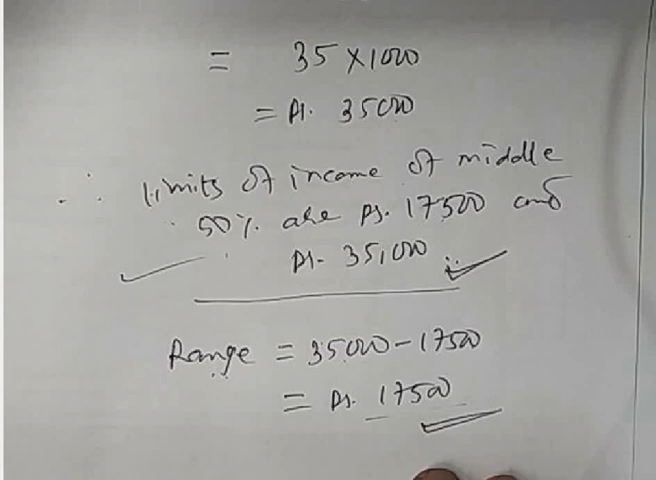 = 35 × 1000
= Rs. 35000
∴ limits of income of middle
50% are Rs. 17500 and
Rs. 35,000
Range = 35000 - 17500
= Rs. 17500